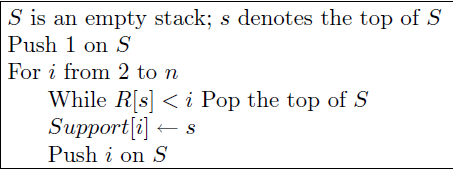 S is an empty stack; s denotes the top of S
Push 1 on S
For i from 2 to n
While R[s] < i Pop the top of S
Support[i] ← s
Push i on S